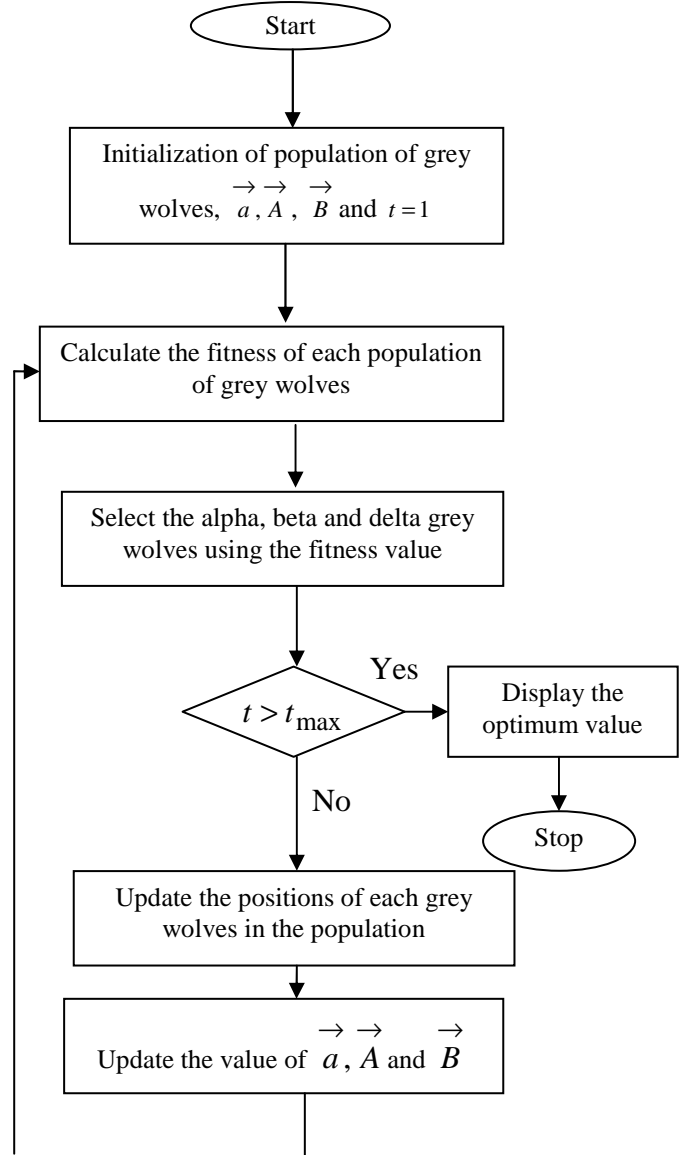 Start
Initialization of population of grey
wolves, →a, →A, →B and t = 1
Calculate the fitness of each population
of grey wolves
Select the alpha, beta and delta grey
wolves using the fitness value
Yes
t > tmax
Display the
optimum value
No
Stop
Update the positions of each grey
wolves in the population
Update the value of →a, →A and →B